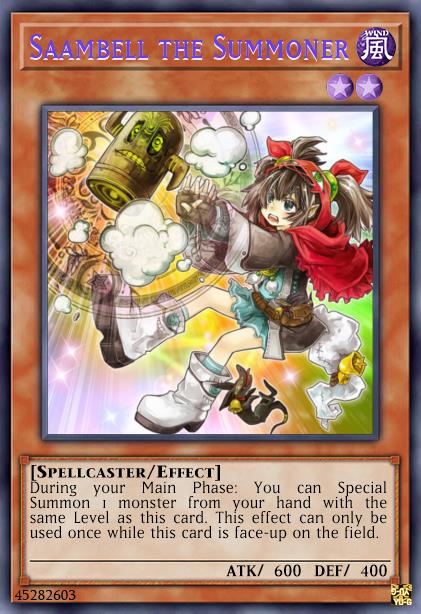 Saambell the Summoner
WIND
風
[Spellcaster/Effect]
During your Main Phase: You can Special
Summon 1 monster from your hand with the
same Level as this card. This effect can only be
used once while this card is face-up on the field.
ATK/ 600 DEF/ 400
45282603